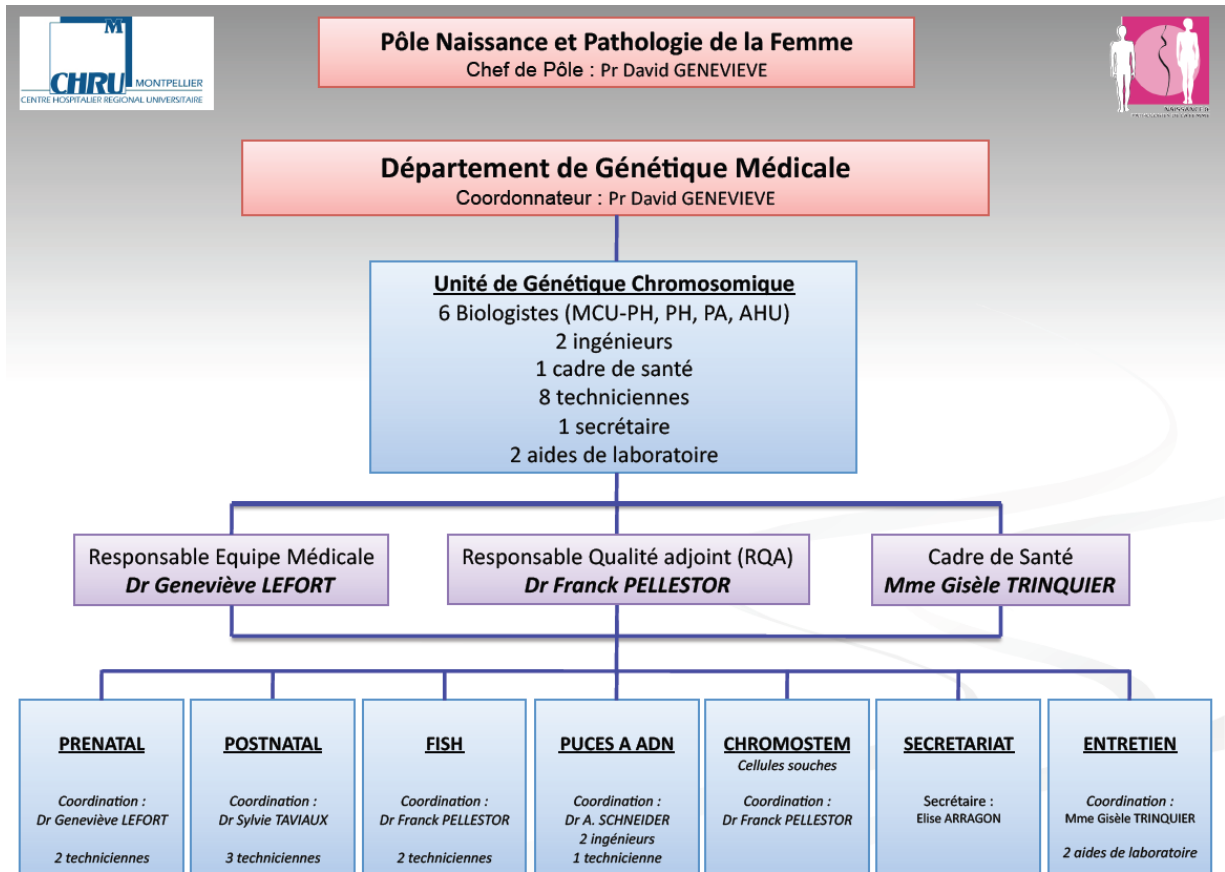 M
CHRU MONTPELLIER
CENTRE HOSPITALIER REGIONAL UNIVERSITAIRE
Pôle Naissance et Pathologie de la Femme
Chef de Pôle : Pr David GENEVIEVE
NAISSANCE &
PATHOLOGIES DE LA FEMME
Département de Génétique Médicale
Coordonnateur : Pr David GENEVIEVE
Unité de Génétique Chromosomique
6 Biologistes (MCU-PH, PH, PA, AHU)
2 ingénieurs
1 cadre de santé
8 techniciennes
1 secrétaire
2 aides de laboratoire
Responsable Equipe Médicale
Dr Geneviève LEFORT
Responsable Qualité adjoint (RQA)
Dr Franck PELLESTOR
Cadre de Santé
Mme Gisèle TRINQUIER
PRENATAL
Coordination :
Dr Geneviève LEFORT
2 techniciennes
POSTNATAL
Coordination :
Dr Sylvie TAVIAUX
3 techniciennes
FISH
Coordination :
Dr Franck PELLESTOR
2 techniciennes
PUCES A ADN
Coordination :
Dr A. SCHNEIDER
2 ingénieurs
1 technicienne
CHROMOSTEM
Cellules souches
Coordination :
Dr Franck PELLESTOR
SECRETARIAT
Secrétaire :
Elise ARRAGON
ENTRETIEN
Coordination :
Mme Gisèle TRINQUIER
2 aides de laboratoire